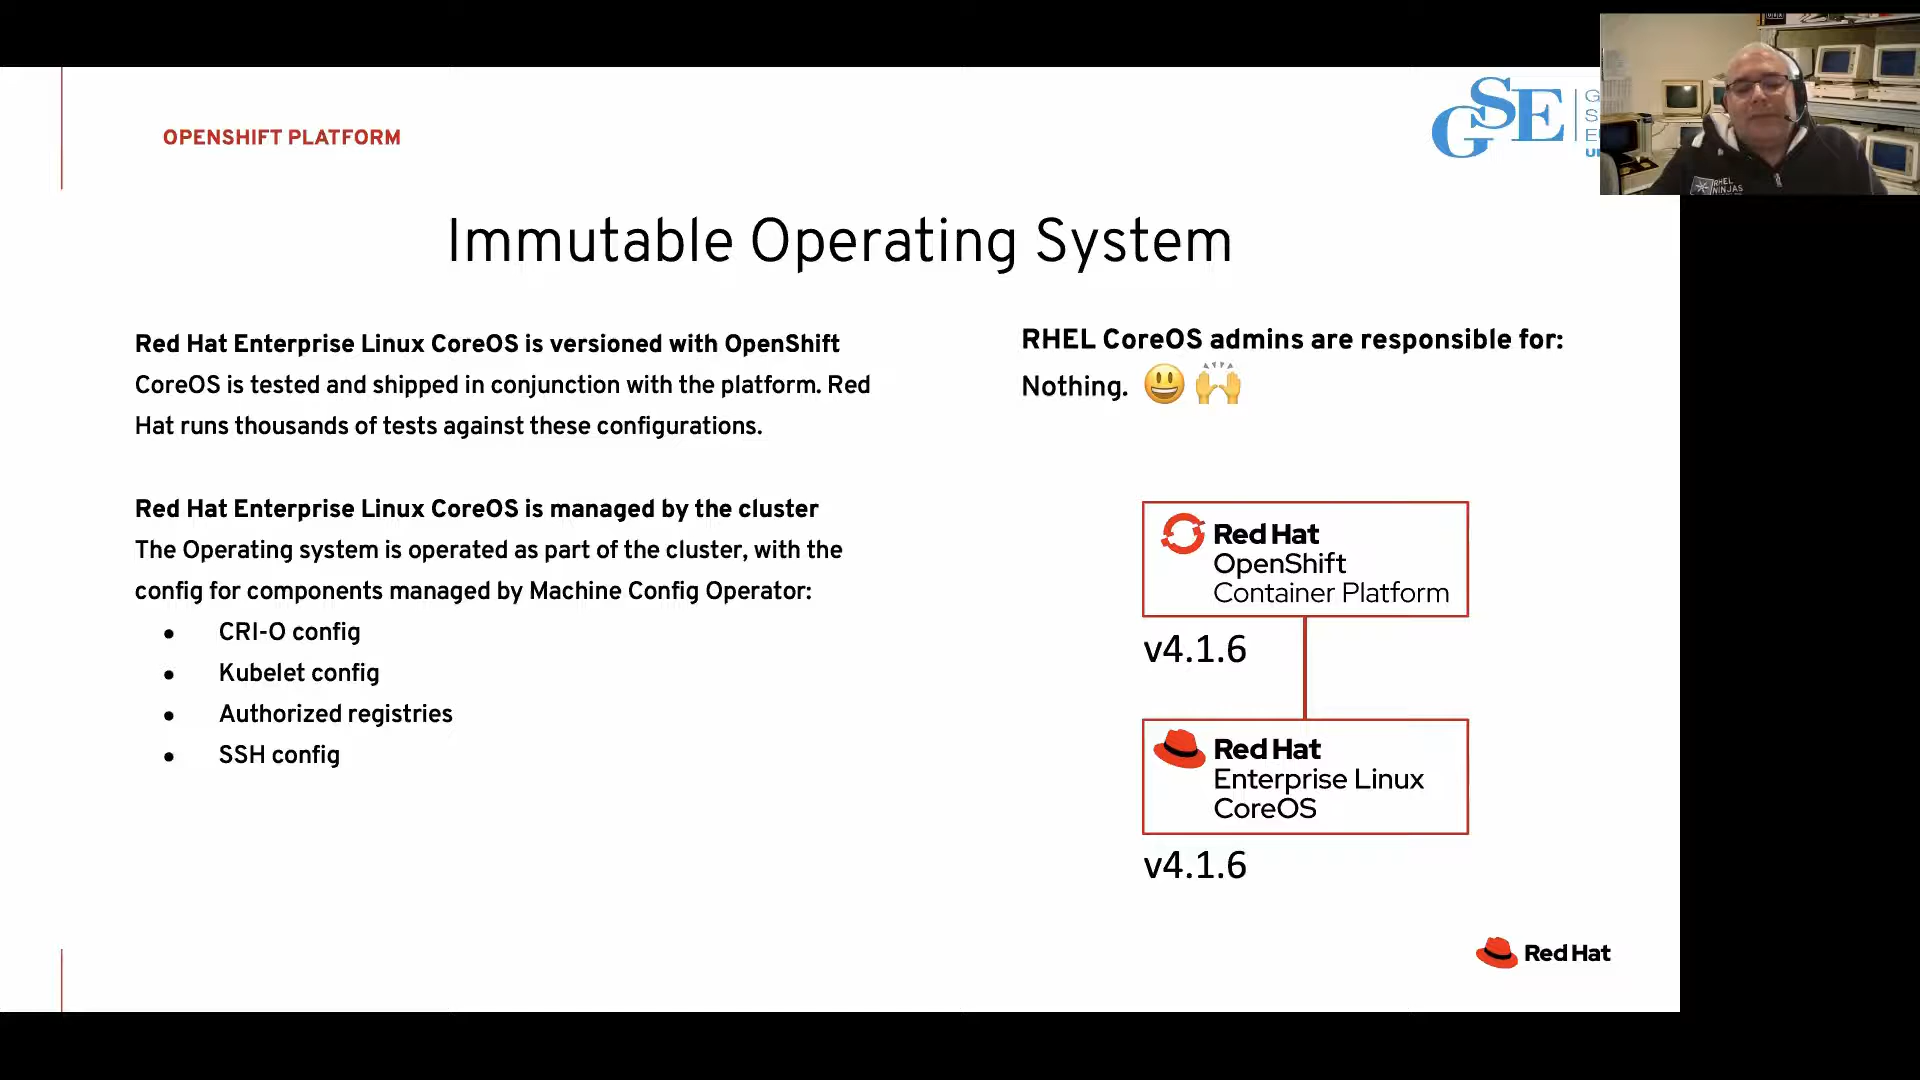 OPENSHIFT PLATFORM
GSE
G
S
E
Immutable Operating System
Red Hat Enterprise Linux CoreOS is versioned with OpenShift
CoreOS is tested and shipped in conjunction with the platform. Red
Hat runs thousands of tests against these configurations.
Red Hat Enterprise Linux CoreOS is managed by the cluster
The Operating system is operated as part of the cluster, with the
config for components managed by Machine Config Operator:
● CRI-O config
● Kubelet config
● Authorized registries
● SSH config
RHEL CoreOS admins are responsible for:
Nothing. 😃 🙌
Red Hat
OpenShift
Container Platform
v4.1.6
Red Hat
Enterprise Linux
CoreOS
v4.1.6
Red Hat
RHEL
NINJAS